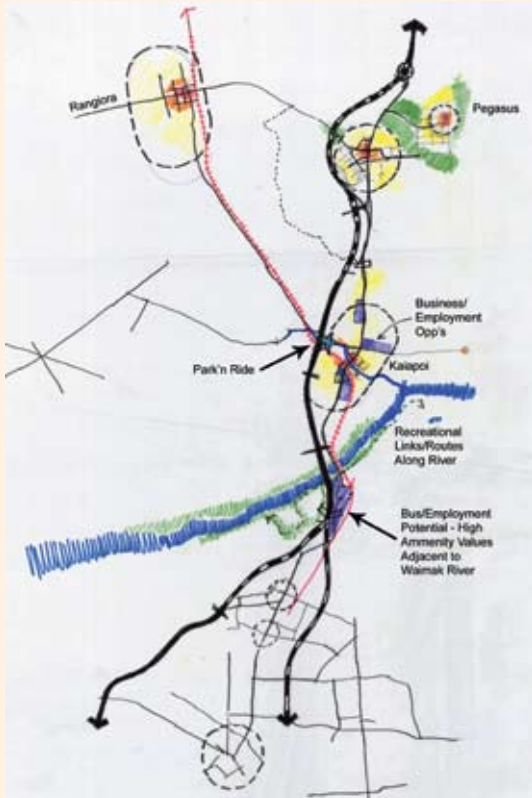 Rangiora
Pegasus
Business/
Employment
Opp's
Park'n Ride
Kaiapoi
Recreational
Links/Routes
Along River
Bus/Employment
Potential - High
Ammenity Values
Adjacent to
Waimak River